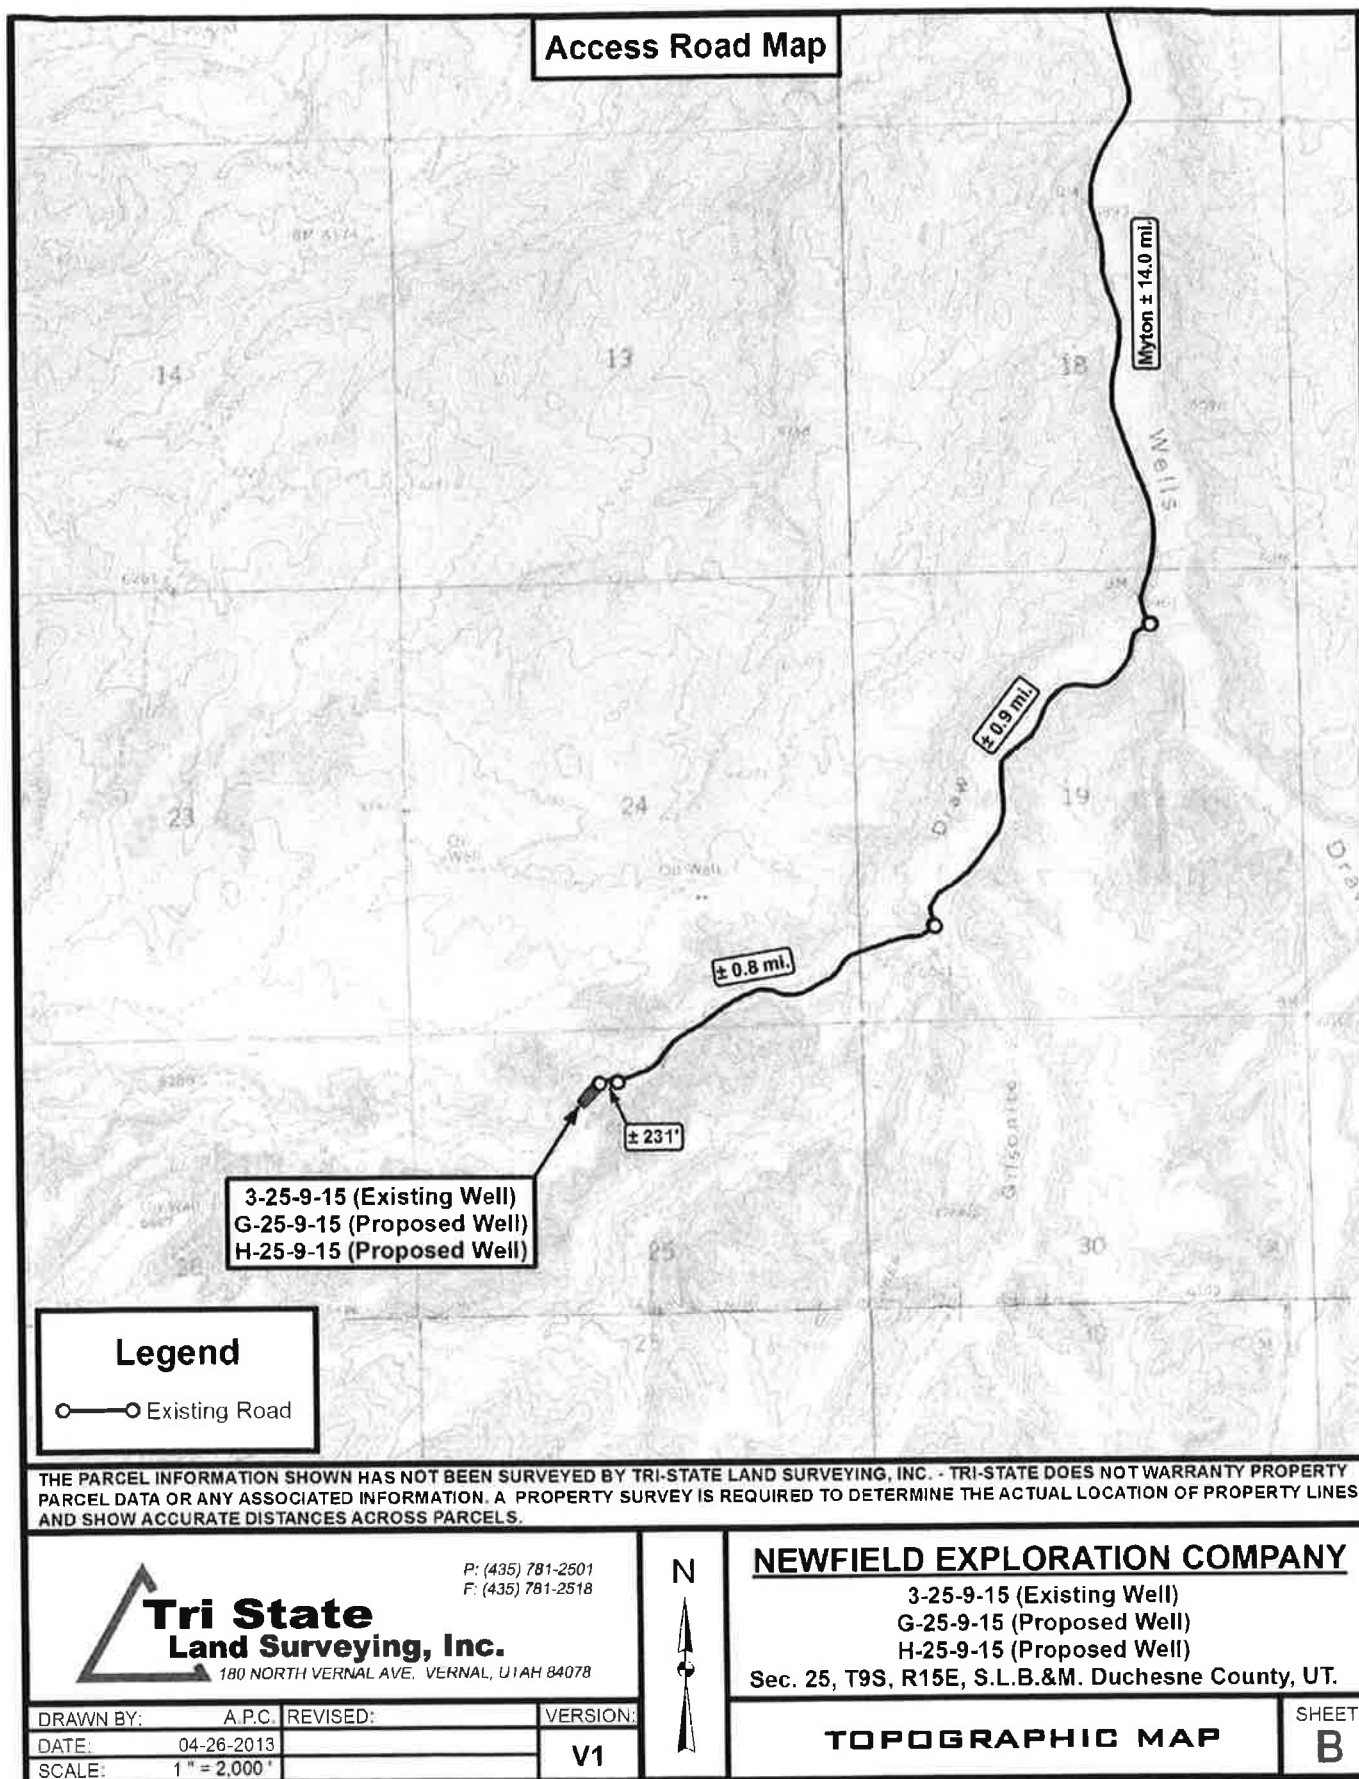 Access Road Map
Myton ± 14.0 mi.
14
13
18
Wells
± 0.9 mi.
Draw
19
23
24
Oil
Well
Oil Well
± 0.8 mi.
± 231'
3-25-9-15 (Existing Well)
G-25-9-15 (Proposed Well)
H-25-9-15 (Proposed Well)
Gilsonite
25
30
Legend
Existing Road
THE PARCEL INFORMATION SHOWN HAS NOT BEEN SURVEYED BY TRI-STATE LAND SURVEYING, INC. - TRI-STATE DOES NOT WARRANTY PROPERTY
PARCEL DATA OR ANY ASSOCIATED INFORMATION. A PROPERTY SURVEY IS REQUIRED TO DETERMINE THE ACTUAL LOCATION OF PROPERTY LINES
AND SHOW ACCURATE DISTANCES ACROSS PARCELS.
P: (435) 781-2501
F: (435) 781-2518
Tri State
Land Surveying, Inc.
180 NORTH VERNAL AVE. VERNAL, UTAH 84078
N
NEWFIELD EXPLORATION COMPANY
3-25-9-15 (Existing Well)
G-25-9-15 (Proposed Well)
H-25-9-15 (Proposed Well)
Sec. 25, T9S, R15E, S.L.B.&M. Duchesne County, UT.
DRAWN BY: A.P.C. REVISED: VERSION:
DATE: 04-26-2013
V1
SCALE: 1 " = 2,000 '
TOPOGRAPHIC MAP
SHEET
B